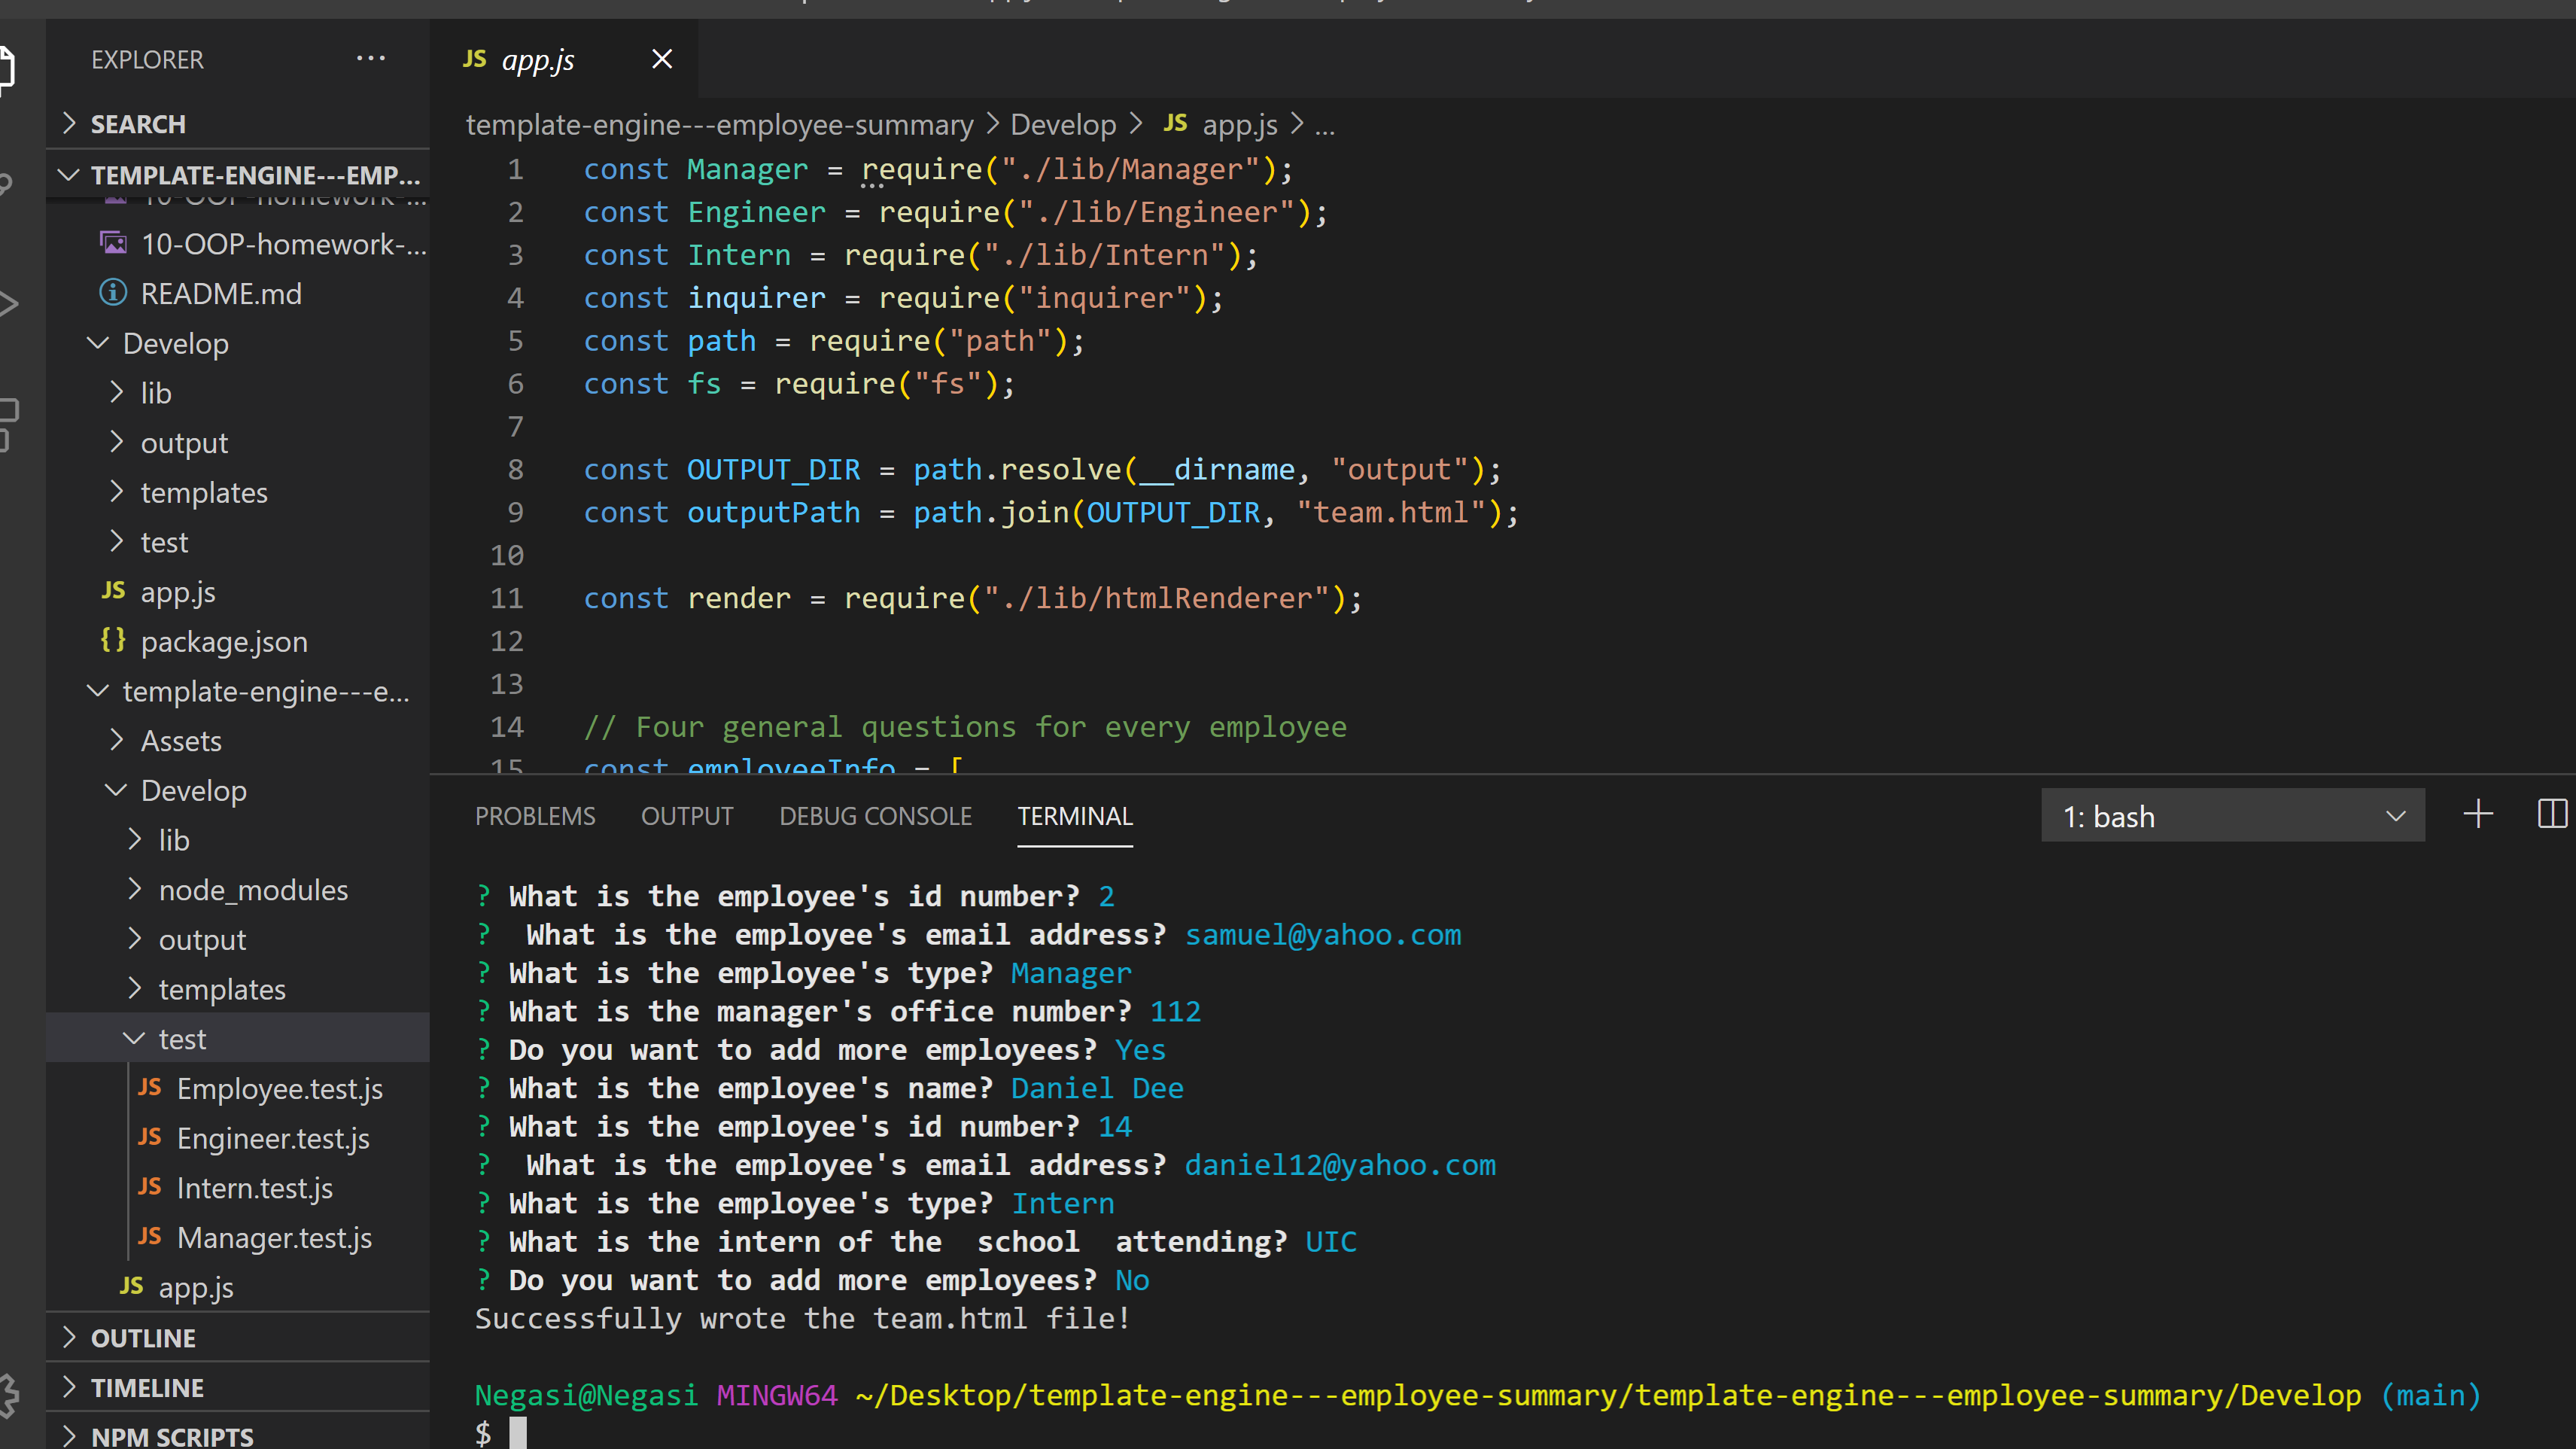 EXPLORER
SEARCH
TEMPLATE-ENGINE---EMP...
10-OOP-homework-...
10-OOP-homework-...
README.md
Develop
lib
output
templates
test
JS app.js
{} package.json
template-engine---e...
Assets
Develop
lib
node_modules
output
templates
test
JS Employee.test.js
JS Engineer.test.js
JS Intern.test.js
JS Manager.test.js
JS app.js
OUTLINE
TIMELINE
NPM SCRIPTS
JS app.js
template-engine---employee-summary > Develop > JS app.js > ...
1 const Manager = require("./lib/Manager");
2 const Engineer = require("./lib/Engineer");
3 const Intern = require("./lib/Intern");
4 const inquirer = require("inquirer");
5 const path = require("path");
6 const fs = require("fs");
7
8 const OUTPUT_DIR = path.resolve(__dirname, "output");
9 const outputPath = path.join(OUTPUT_DIR, "team.html");
10
11 const render = require("./lib/htmlRenderer");
12
13
14 // Four general questions for every employee
15 const employeeInfo = [
PROBLEMS OUTPUT DEBUG CONSOLE TERMINAL 1: bash
? What is the employee's id number? 2
?  What is the employee's email address? samuel@yahoo.com
? What is the employee's type? Manager
? What is the manager's office number? 112
? Do you want to add more employees? Yes
? What is the employee's name? Daniel Dee
? What is the employee's id number? 14
?  What is the employee's email address? daniel12@yahoo.com
? What is the employee's type? Intern
? What is the intern of the  school  attending? UIC
? Do you want to add more employees? No
Successfully wrote the team.html file!
Negasi@Negasi MINGW64 ~/Desktop/template-engine---employee-summary/template-engine---employee-summary/Develop (main)
$